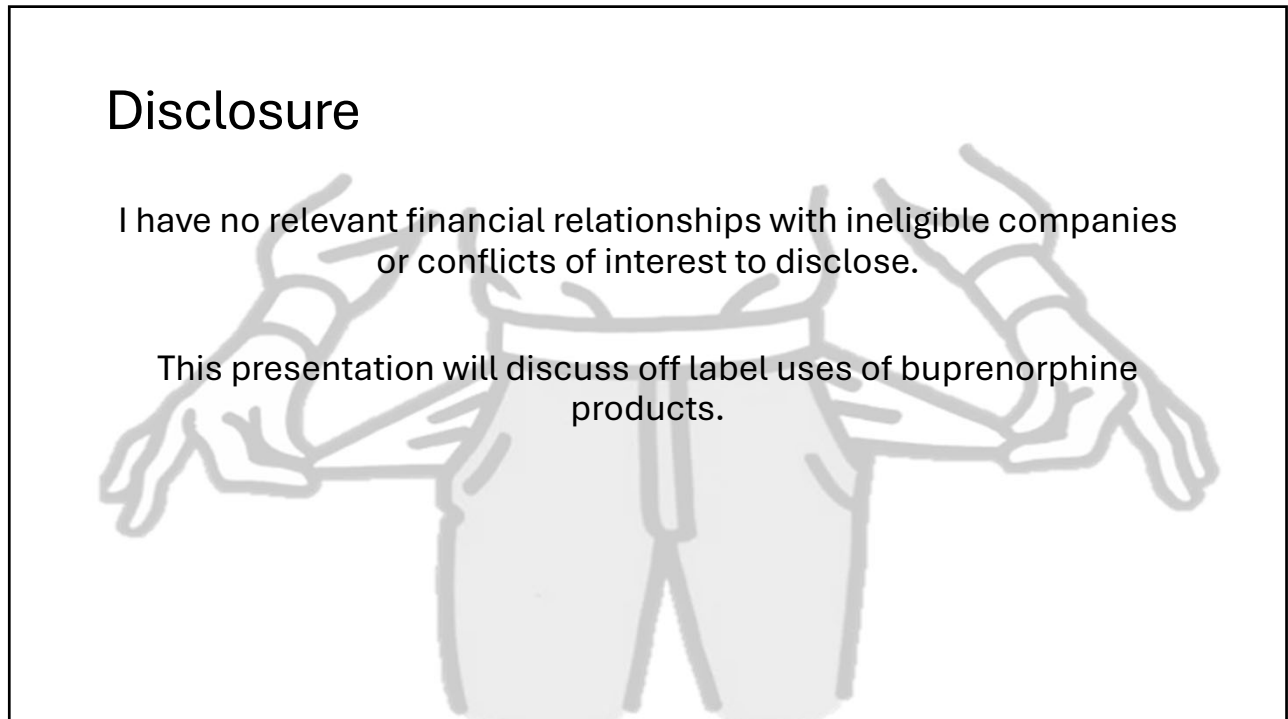 Disclosure
I have no relevant financial relationships with ineligible companies
or conflicts of interest to disclose.
This presentation will discuss off label uses of buprenorphine
products.